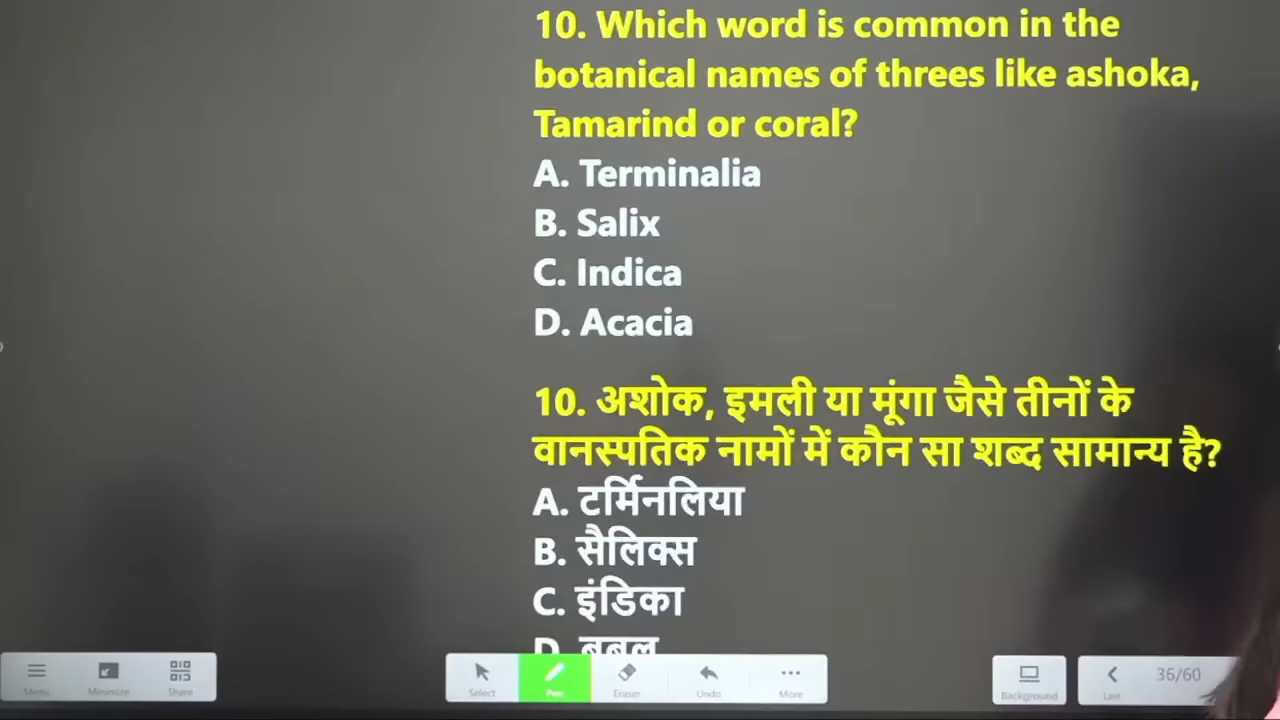 10. Which word is common in the
botanical names of threes like ashoka,
Tamarind or coral?
A. Terminalia
B. Salix
C. Indica
D. Acacia
10. अशोक, इमली या मूंगा जैसे तीनों के
वानस्पतिक नामों में कौन सा शब्द सामान्य है?
A. टर्मिनलिया
B. सैलिक्स
C. इंडिका
D. बबूल
Menu Minimize Share Select Pen Eraser Undo More Background Last 36/60